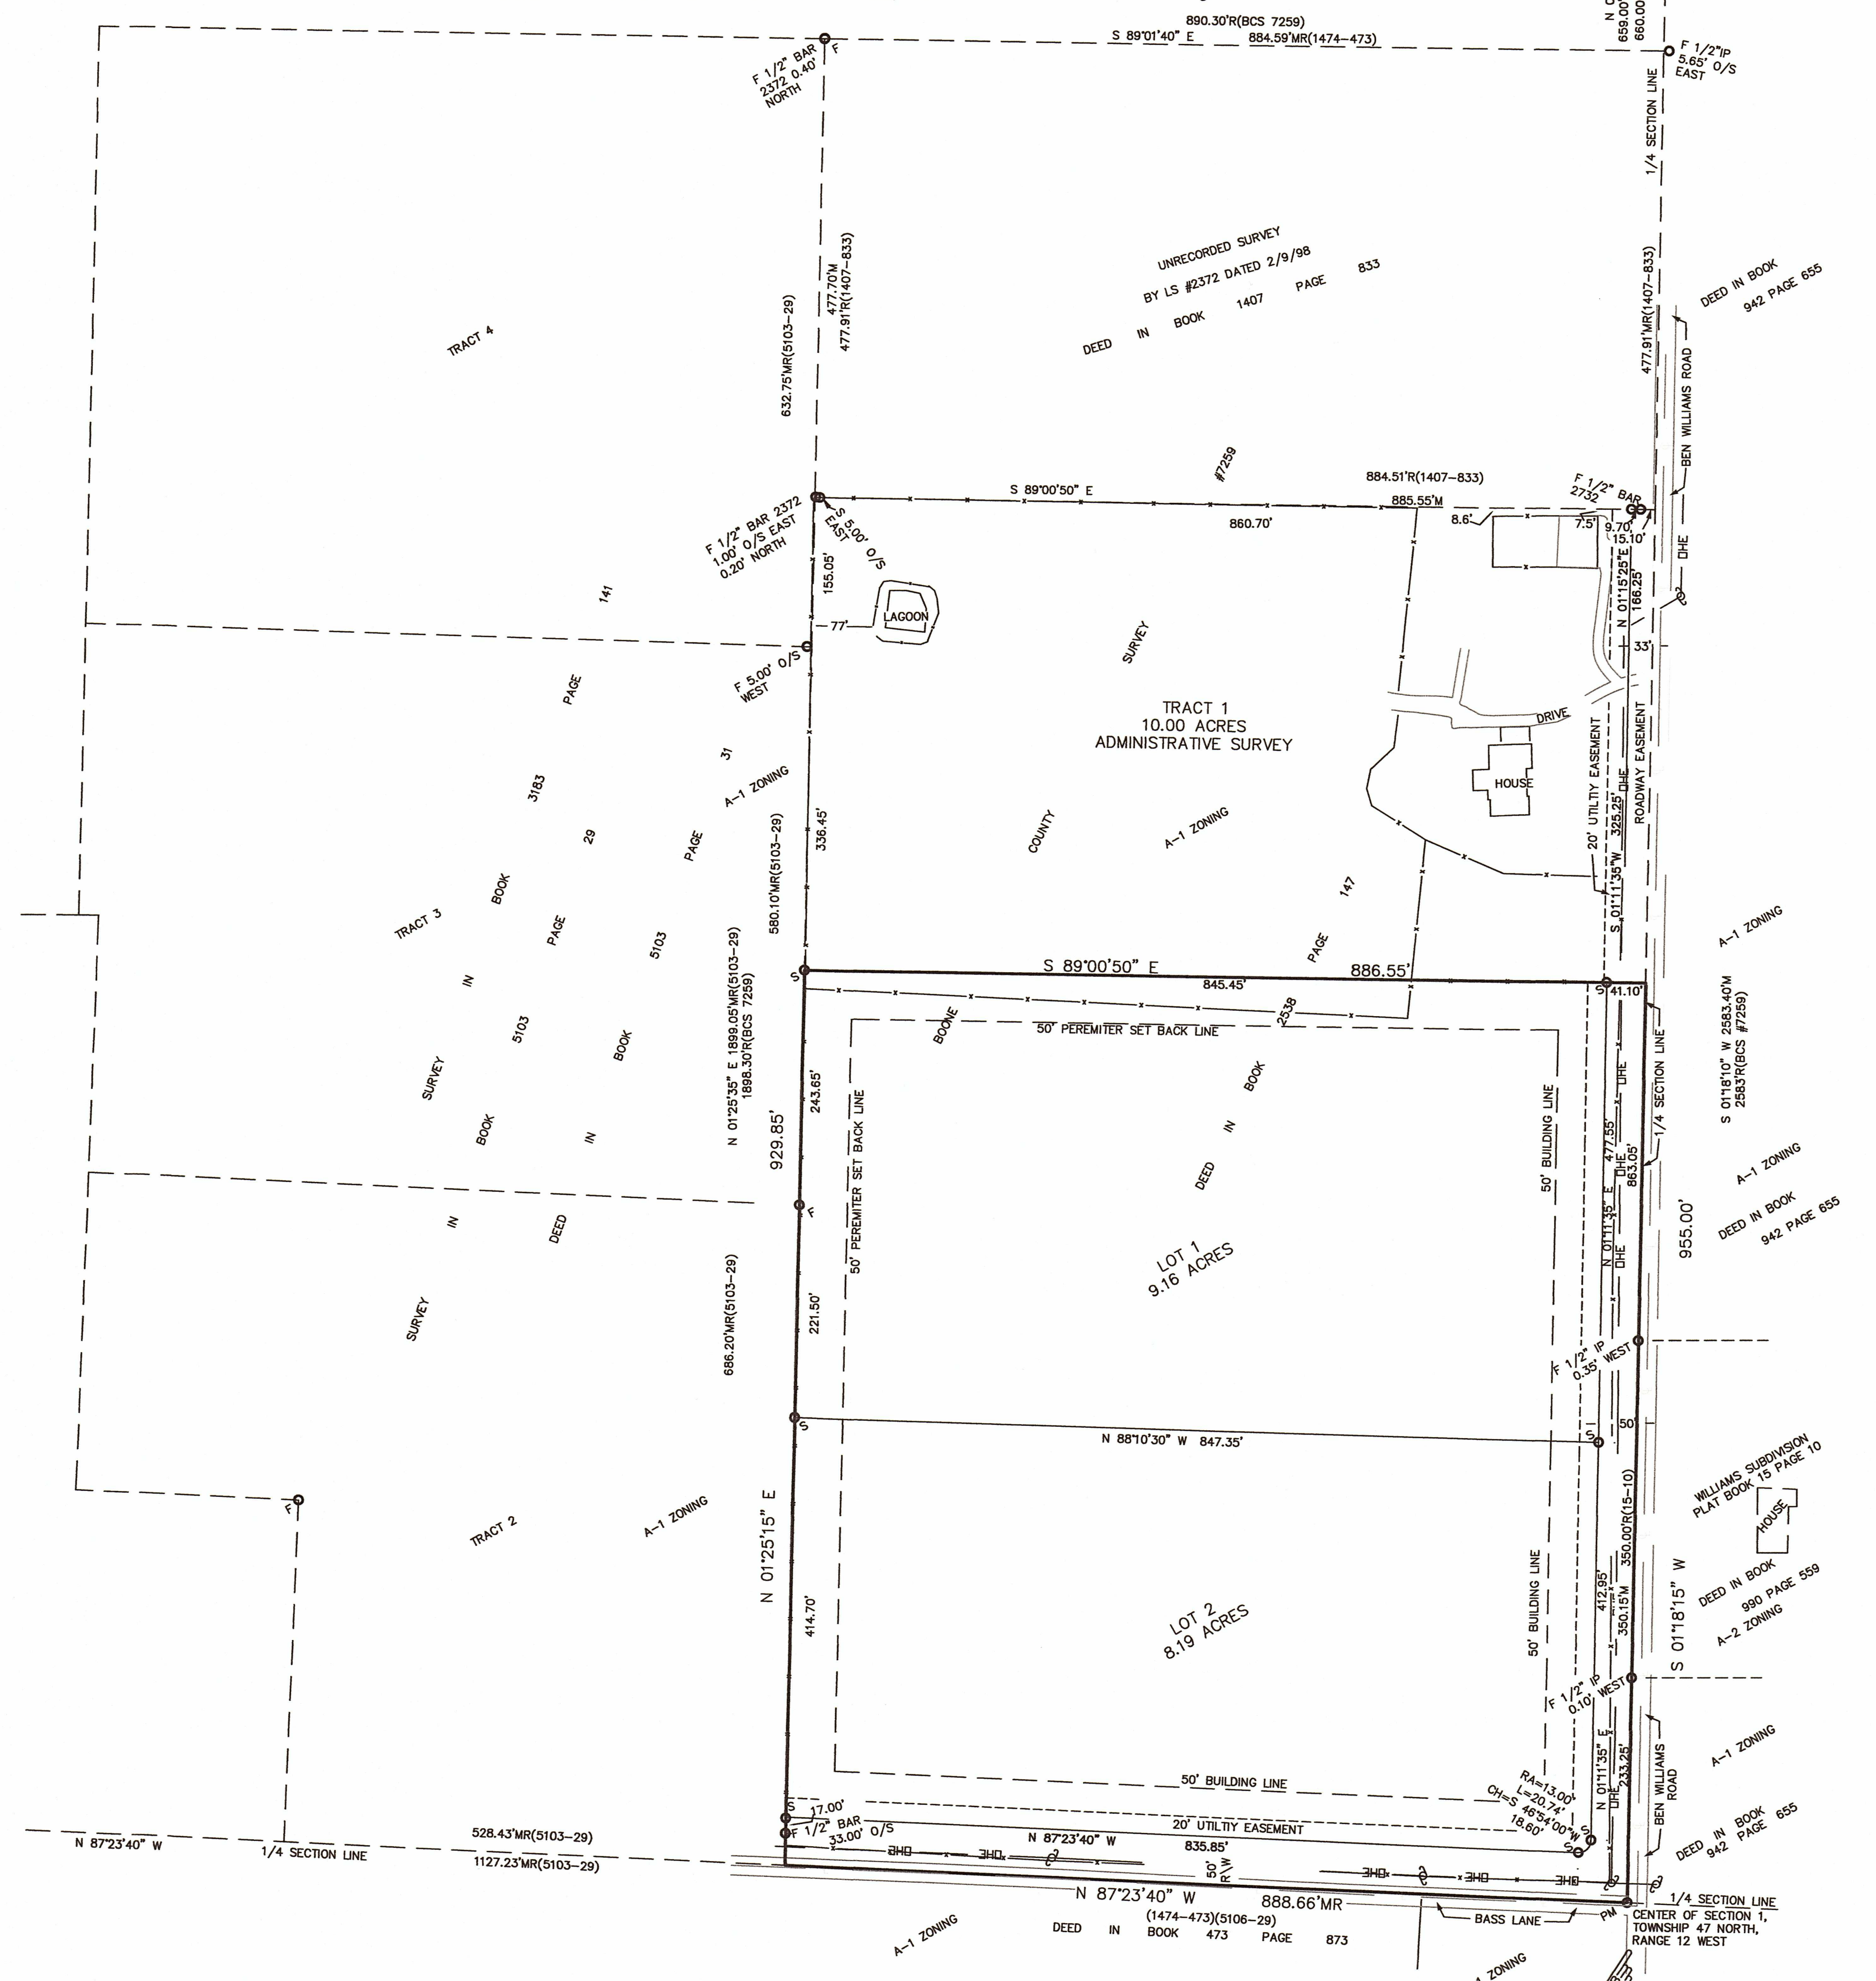 890.30'R(BCS 7259)
S 89°01'40" E 884.59'MR(1474-473)
659.00'
660.00
F 1/2" BAR
2372 0.40'
NORTH
F
F 1/2"IP
5.65' O/S
EAST
1/4 SECTION LINE
632.75'MR(5103-29)
477.70'M
477.91'R(1407-833)
UNRECORDED SURVEY
BY LS #2372 DATED 2/9/98
DEED IN BOOK 1407 PAGE 833
477.91'MR(1407-833)
DEED IN BOOK
942 PAGE 655
BEN WILLIAMS ROAD
TRACT 4
#7259
884.51'R(1407-833)
S 89°00'50" E
885.55'M
860.70'
F 1/2" BAR
2732
8.6'
7.5'
9.70'
15.10'
OHE
F 1/2" BAR 2372
1.00' O/S EAST
0.20' NORTH
S 5.00' O/S
EAST
155.05'
LAGOON
77'
N 01°15'25"E
166.25'
33'
141
F 5.00' O/S
WEST
SURVEY
PAGE
TRACT 1
10.00 ACRES
ADMINISTRATIVE SURVEY
DRIVE
HOUSE
20' UTILTIY EASEMENT
ROADWAY EASEMENT
S 01°11'35"W 325.25'
OHE
31
A-1 ZONING
3183
29
PAGE
336.45'
580.10'MR(5103-29)
COUNTY
A-1 ZONING
147
PAGE
BOOK
TRACT 3
PAGE
5103
IN
A-1 ZONING
S 01°18'10" W 2583.40'M
2583'R(BCS #7259)
S
S 89°00'50" E
886.55'
845.45'
S
41.10'
N 01°25'35" E 1899.05'MR(5103-29)
1898.30'R(BCS 7259)
5103
BOOK
2538
BOONE
50' PEREMITER SET BACK LINE
1/4 SECTION LINE
SURVEY
BOOK
BOOK
243.65'
929.85'
50' PEREMITER SET BACK LINE
50' BUILDING LINE
OHE
N 01°11'35" E 477.55'
863.05'
OHE
OHE
IN
IN
DEED
A-1 ZONING
DEED IN BOOK
942 PAGE 655
955.00'
F
IN
DEED
LOT 1
9.16 ACRES
SURVEY
221.50'
686.20'MR(5103-29)
F 1/2" IP
0.35' WEST
S
N 88°10'30" W 847.35'
S
50'
WILLIAMS SUBDIVISION
PLAT BOOK 15 PAGE 10
HOUSE
F
TRACT 2
A-1 ZONING
N 01°25'15" E
414.70'
LOT 2
8.19 ACRES
50' BUILDING LINE
412.95'
350.15'M 350.00'R(15-10)
S 01°18'15" W
DEED IN BOOK
990 PAGE 559
A-2 ZONING
F 1/2" IP
0.10' WEST
N 01°11'35" E
233.25'
OHE
BEN WILLIAMS
ROAD
A-1 ZONING
50' BUILDING LINE
RA=13.00'
L=20.74'
CH=S 46°54'00"W
18.60'
S
17.00'
F 1/2" BAR
33.00' O/S
20' UTILTIY EASEMENT
N 87°23'40" W
835.85'
S
S
DEED IN BOOK
942 PAGE 655
N 87°23'40" W
1/4 SECTION LINE
528.43'MR(5103-29)
1127.23'MR(5103-29)
OHE
OHE
50'
R\W
OHE
OHE
OHE
N 87°23'40" W 888.66'MR
(1474-473)(5106-29)
DEED IN BOOK 473 PAGE 873
A-1 ZONING
BASS LANE
PM
1/4 SECTION LINE
CENTER OF SECTION 1,
TOWNSHIP 47 NORTH,
RANGE 12 WEST
ZONING